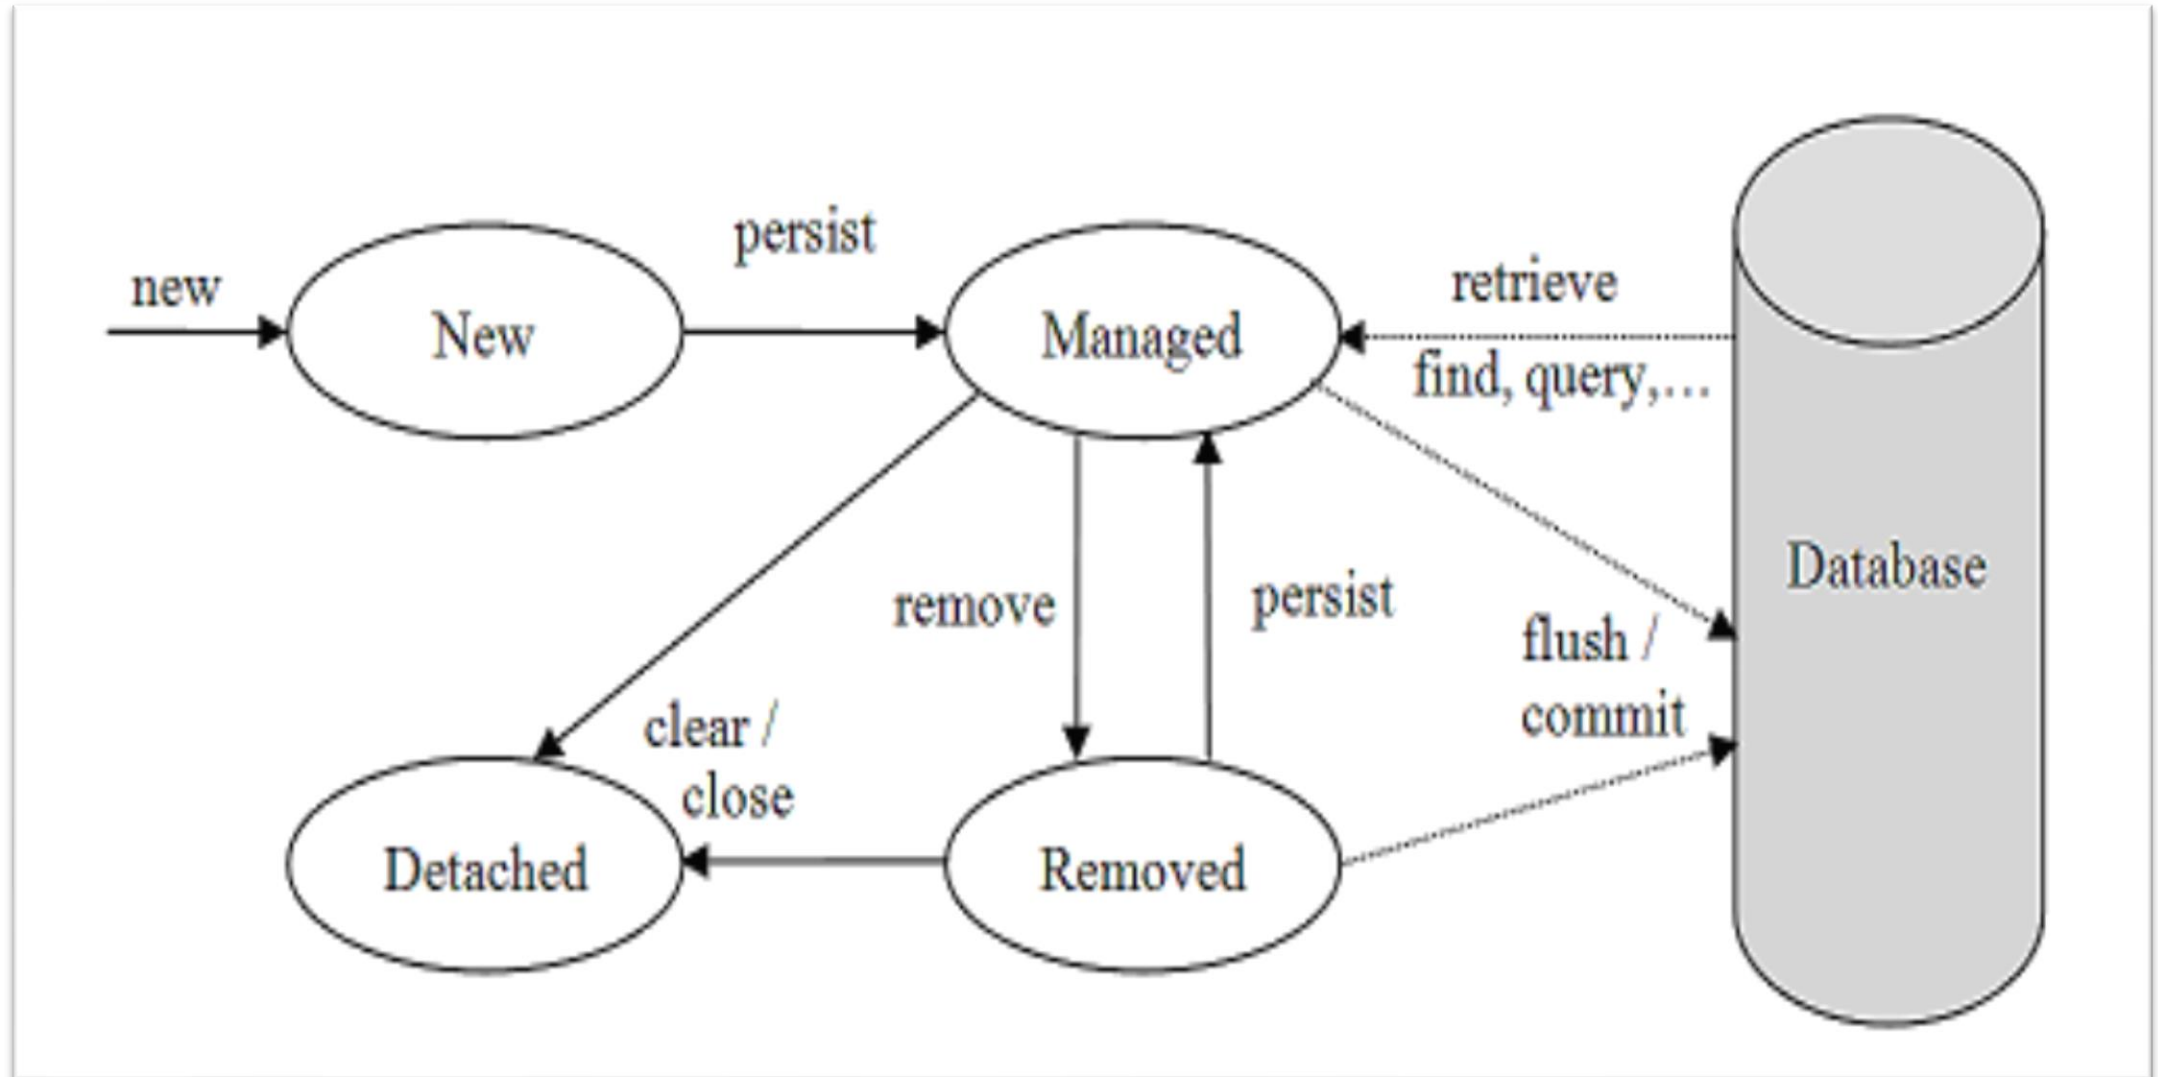 persist
new
retrieve
New
Managed
find, query,...
Database
remove
persist
flush /
commit
clear /
close
Detached
Removed